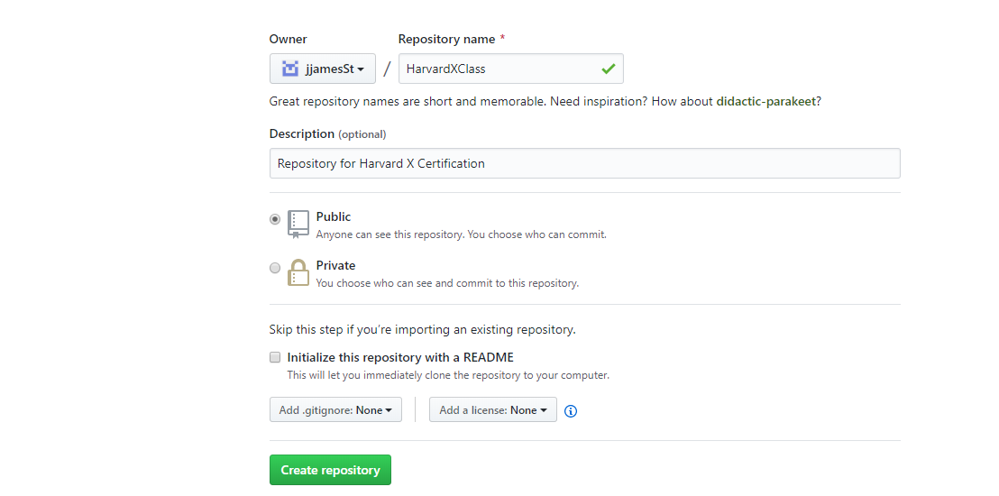 Owner Repository name *
jjamesSt / HarvardXClass
Great repository names are short and memorable. Need inspiration? How about didactic-parakeet?
Description (optional)
Repository for Harvard X Certification
Public
Anyone can see this repository. You choose who can commit.
Private
You choose who can see and commit to this repository.
Skip this step if you're importing an existing repository.
Initialize this repository with a README
This will let you immediately clone the repository to your computer.
Add .gitignore: None Add a license: None
Create repository